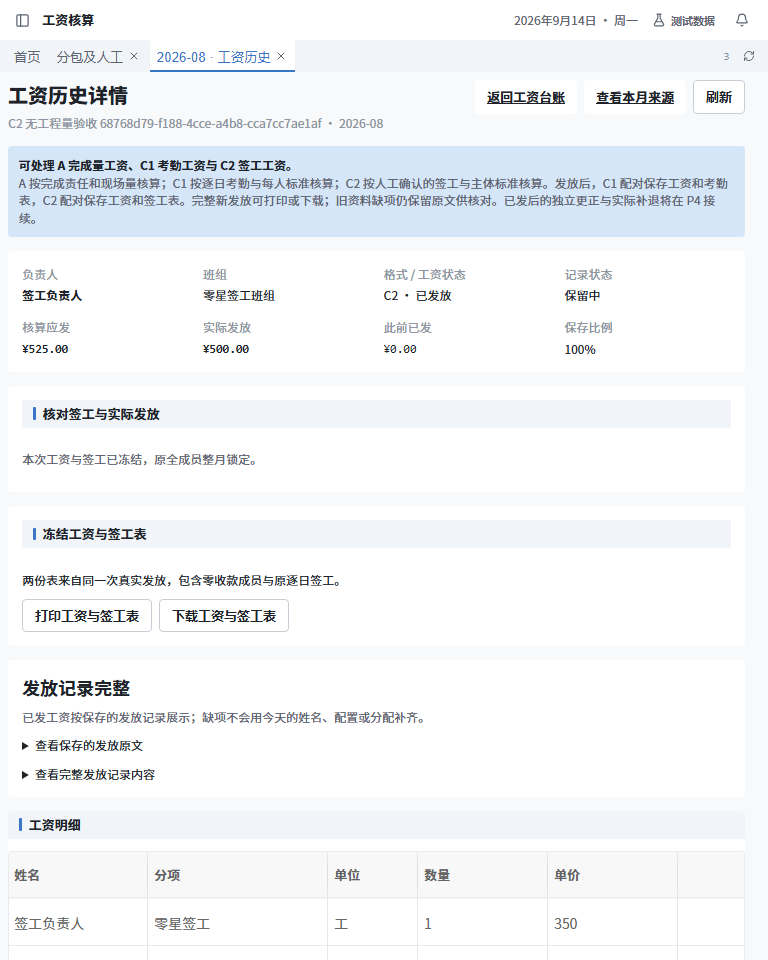 工资核算
2026年9月14日 · 周一 测试数据
首页 分包及人工 × 2026-08 · 工资历史 × 3
工资历史详情
返回工资台账 查看本月来源 刷新
C2 无工程量验收 68768d79-f188-4cce-a4b8-cca7cc7ae1af · 2026-08
可处理 A 完成量工资、C1 考勤工资与 C2 签工工资。
A 按完成责任和现场量核算；C1 按逐日考勤与每人标准核算；C2 按人工确认的签工与主体标准核算。发放后，C1 配对保存工资和考勤
表，C2 配对保存工资和签工表。完整新发放可打印或下载；旧资料缺项仍保留原文供核对。已发后的独立更正与实际补退将在 P4 接
续。
负责人 班组 格式 / 工资状态 记录状态
签工负责人 零星签工班组 C2 · 已发放 保留中
核算应发 实际发放 此前已发 保存比例
¥525.00 ¥500.00 ¥0.00 100%
核对签工与实际发放
本次工资与签工已冻结，原全成员整月锁定。
冻结工资与签工表
两份表来自同一次真实发放，包含零收款成员与原逐日签工。
打印工资与签工表 下载工资与签工表
发放记录完整
已发工资按保存的发放记录展示；缺项不会用今天的姓名、配置或分配补齐。
▶ 查看保存的发放原文
▶ 查看完整发放记录内容
工资明细
姓名 分项 单位 数量 单价
签工负责人 零星签工 工 1 350